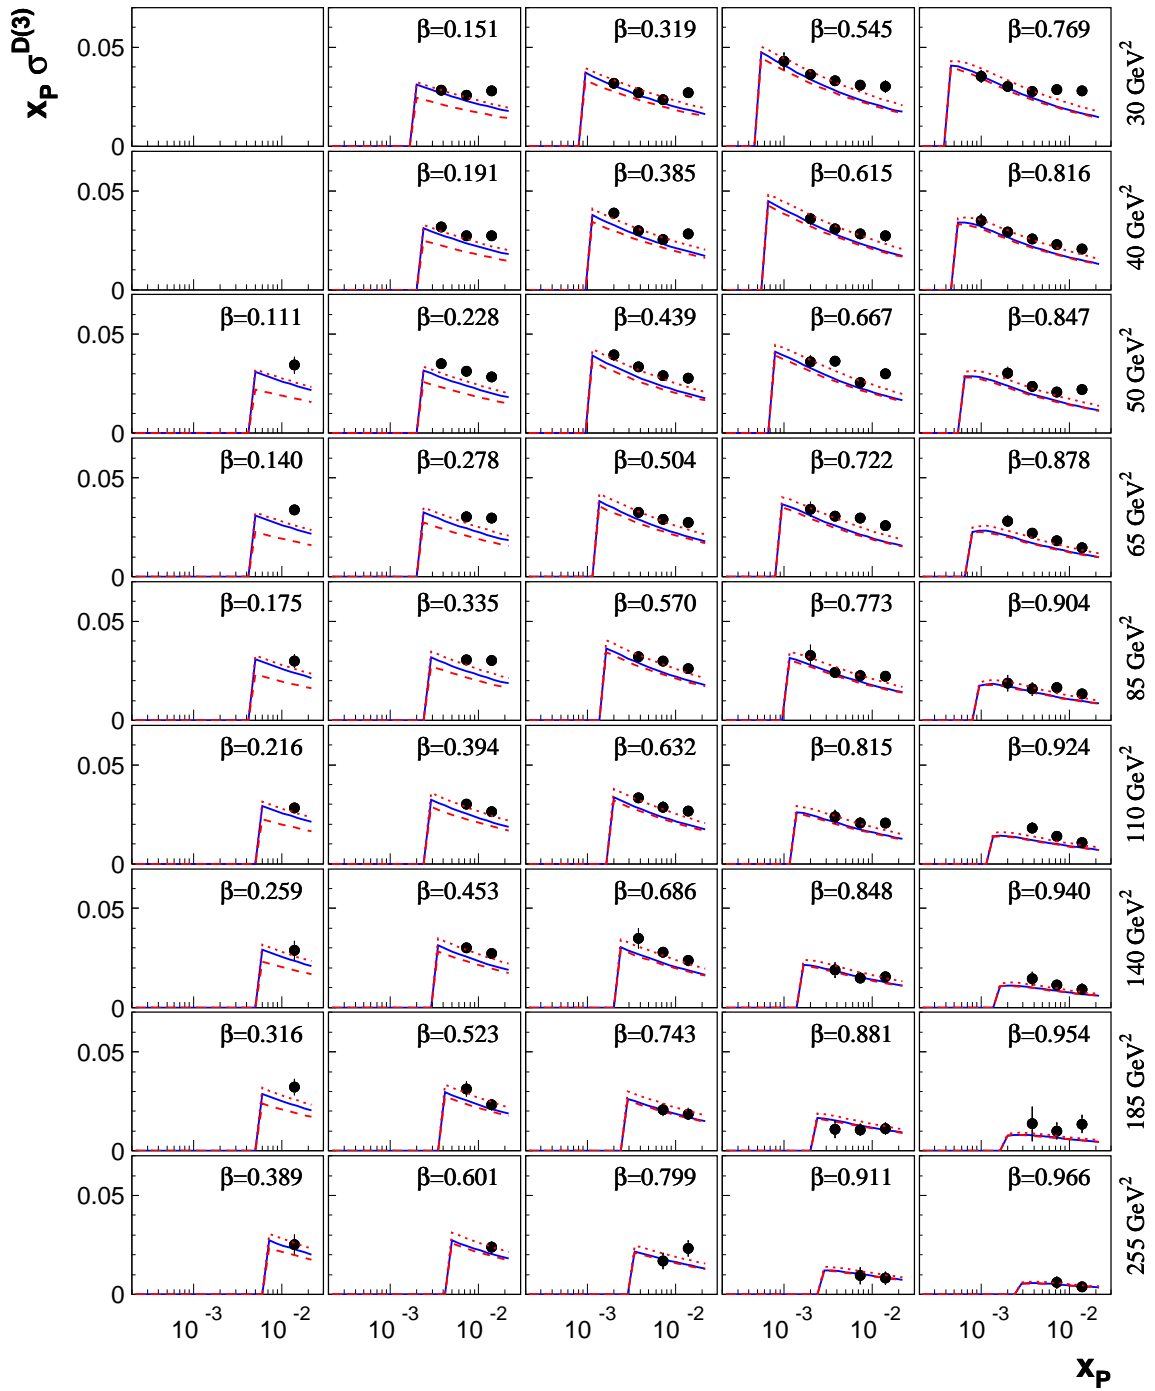 x_P σ^D(3)
β=0.151 β=0.319 β=0.545 β=0.769 30 GeV²
0.05
0
β=0.191 β=0.385 β=0.615 β=0.816 40 GeV²
0.05
0
β=0.111 β=0.228 β=0.439 β=0.667 β=0.847 50 GeV²
0.05
0
β=0.140 β=0.278 β=0.504 β=0.722 β=0.878 65 GeV²
0.05
0
β=0.175 β=0.335 β=0.570 β=0.773 β=0.904 85 GeV²
0.05
0
β=0.216 β=0.394 β=0.632 β=0.815 β=0.924 110 GeV²
0.05
0
β=0.259 β=0.453 β=0.686 β=0.848 β=0.940 140 GeV²
0.05
0
β=0.316 β=0.523 β=0.743 β=0.881 β=0.954 185 GeV²
0.05
0
β=0.389 β=0.601 β=0.799 β=0.911 β=0.966 255 GeV²
0.05
0
10⁻³ 10⁻² 10⁻³ 10⁻² 10⁻³ 10⁻² 10⁻³ 10⁻² 10⁻³ 10⁻²
x_P